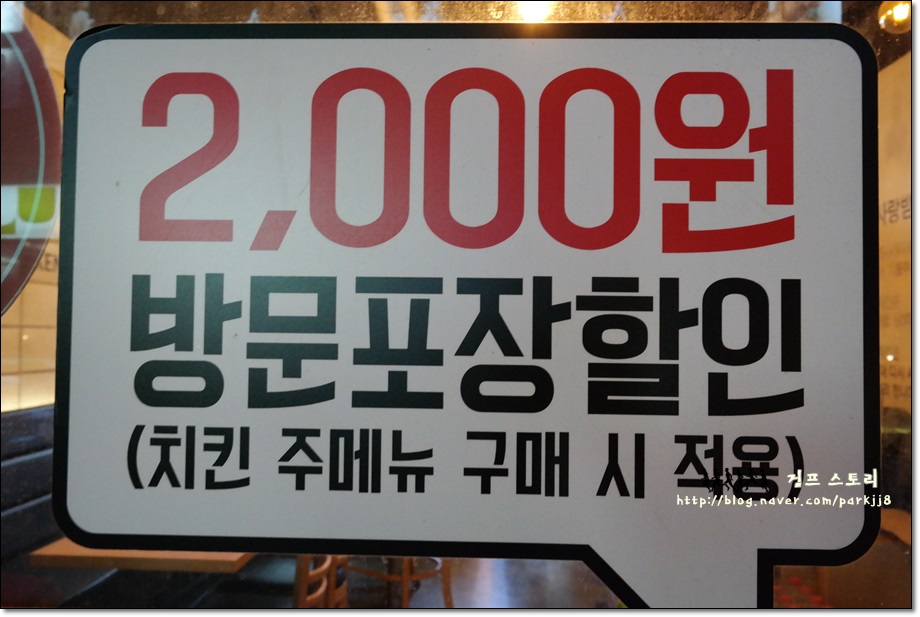 2,000원
방문포장할인
(치킨 주메뉴 구매 시 적용)
검프 스토리
http://blog.naver.com/parkjj8